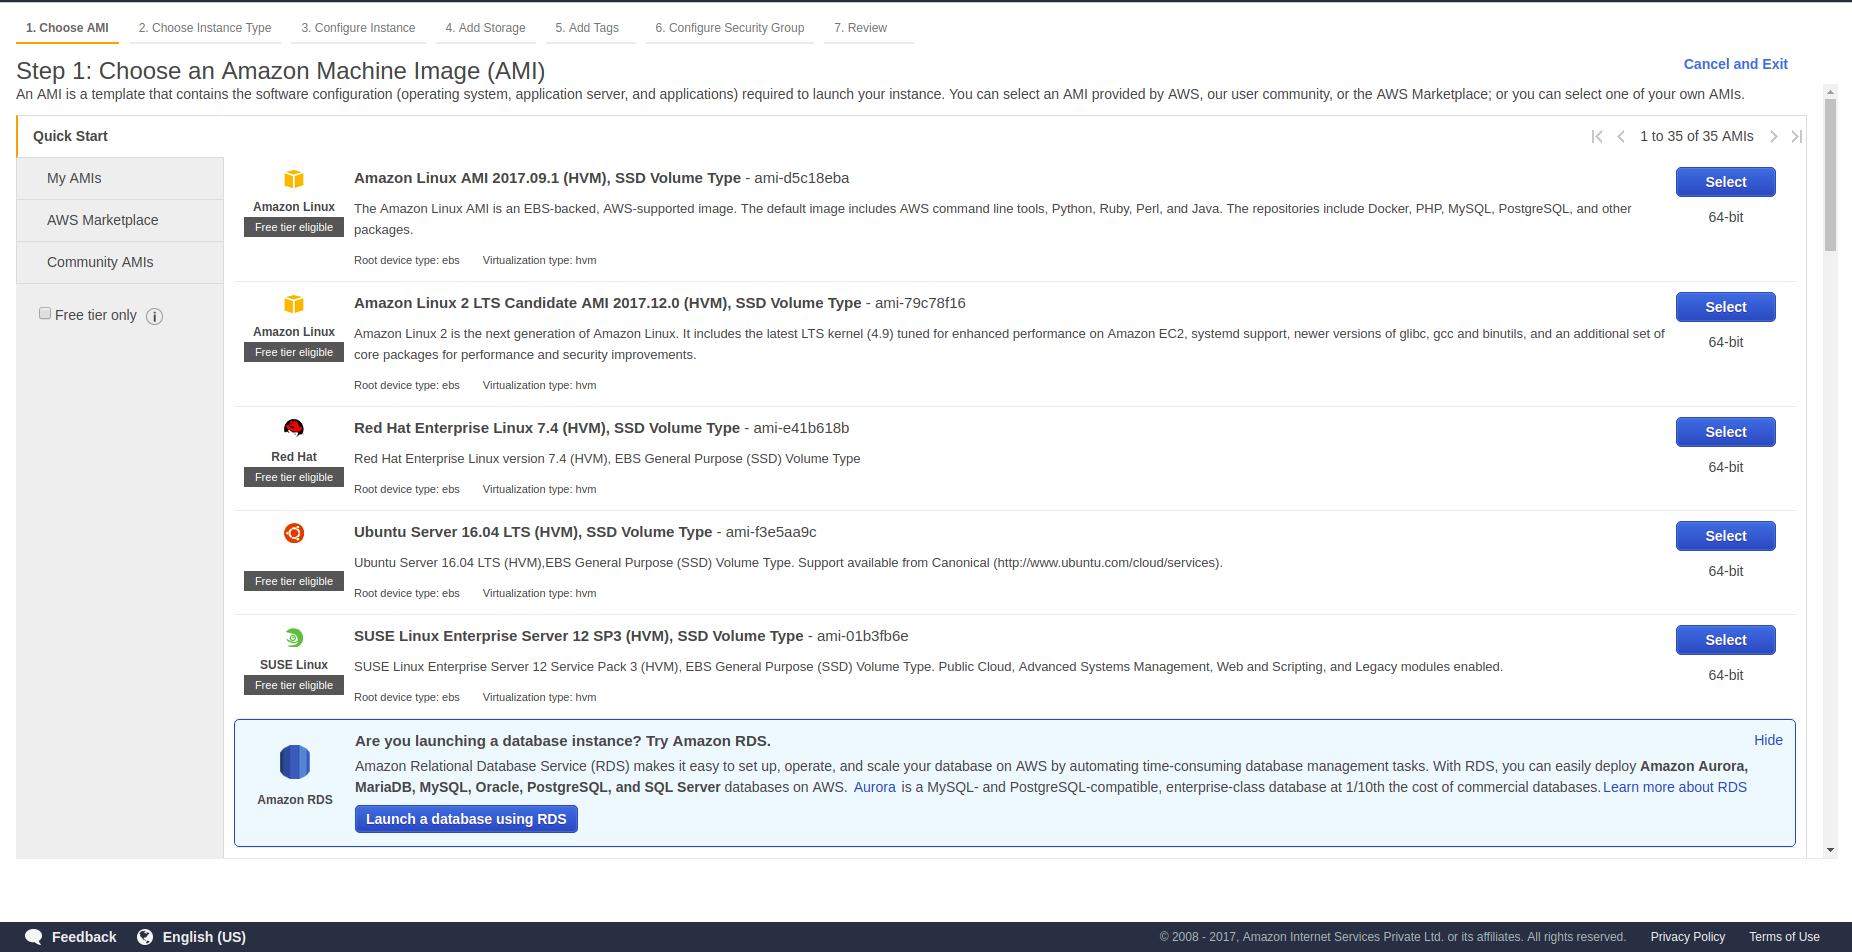 1. Choose AMI 2. Choose Instance Type 3. Configure Instance 4. Add Storage 5. Add Tags 6. Configure Security Group 7. Review
Step 1: Choose an Amazon Machine Image (AMI)
Cancel and Exit
An AMI is a template that contains the software configuration (operating system, application server, and applications) required to launch your instance. You can select an AMI provided by AWS, our user community, or the AWS Marketplace; or you can select one of your own AMIs.
Quick Start
My AMIs
AWS Marketplace
Community AMIs
Free tier only
1 to 35 of 35 AMIs
Amazon Linux
Free tier eligible
Amazon Linux AMI 2017.09.1 (HVM), SSD Volume Type - ami-d5c18eba
The Amazon Linux AMI is an EBS-backed, AWS-supported image. The default image includes AWS command line tools, Python, Ruby, Perl, and Java. The repositories include Docker, PHP, MySQL, PostgreSQL, and other
packages.
Root device type: ebs Virtualization type: hvm
Select
64-bit
Amazon Linux
Free tier eligible
Amazon Linux 2 LTS Candidate AMI 2017.12.0 (HVM), SSD Volume Type - ami-79c78f16
Amazon Linux 2 is the next generation of Amazon Linux. It includes the latest LTS kernel (4.9) tuned for enhanced performance on Amazon EC2, systemd support, newer versions of glibc, gcc and binutils, and an additional set of
core packages for performance and security improvements.
Root device type: ebs Virtualization type: hvm
Select
64-bit
Red Hat
Free tier eligible
Red Hat Enterprise Linux 7.4 (HVM), SSD Volume Type - ami-e41b618b
Red Hat Enterprise Linux version 7.4 (HVM), EBS General Purpose (SSD) Volume Type
Root device type: ebs Virtualization type: hvm
Select
64-bit
Free tier eligible
Ubuntu Server 16.04 LTS (HVM), SSD Volume Type - ami-f3e5aa9c
Ubuntu Server 16.04 LTS (HVM),EBS General Purpose (SSD) Volume Type. Support available from Canonical (http://www.ubuntu.com/cloud/services).
Root device type: ebs Virtualization type: hvm
Select
64-bit
SUSE Linux
Free tier eligible
SUSE Linux Enterprise Server 12 SP3 (HVM), SSD Volume Type - ami-01b3fb6e
SUSE Linux Enterprise Server 12 Service Pack 3 (HVM), EBS General Purpose (SSD) Volume Type. Public Cloud, Advanced Systems Management, Web and Scripting, and Legacy modules enabled.
Root device type: ebs Virtualization type: hvm
Select
64-bit
Amazon RDS
Are you launching a database instance? Try Amazon RDS.
Hide
Amazon Relational Database Service (RDS) makes it easy to set up, operate, and scale your database on AWS by automating time-consuming database management tasks. With RDS, you can easily deploy Amazon Aurora,
MariaDB, MySQL, Oracle, PostgreSQL, and SQL Server databases on AWS. Aurora is a MySQL- and PostgreSQL-compatible, enterprise-class database at 1/10th the cost of commercial databases. Learn more about RDS
Launch a database using RDS
Feedback English (US)
© 2008 - 2017, Amazon Internet Services Private Ltd. or its affiliates. All rights reserved. Privacy Policy Terms of Use